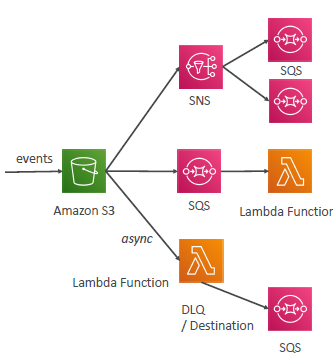 SQS
SNS
events
Amazon S3
SQS
Lambda Function
async
Lambda Function
DLQ
/ Destination
SQS